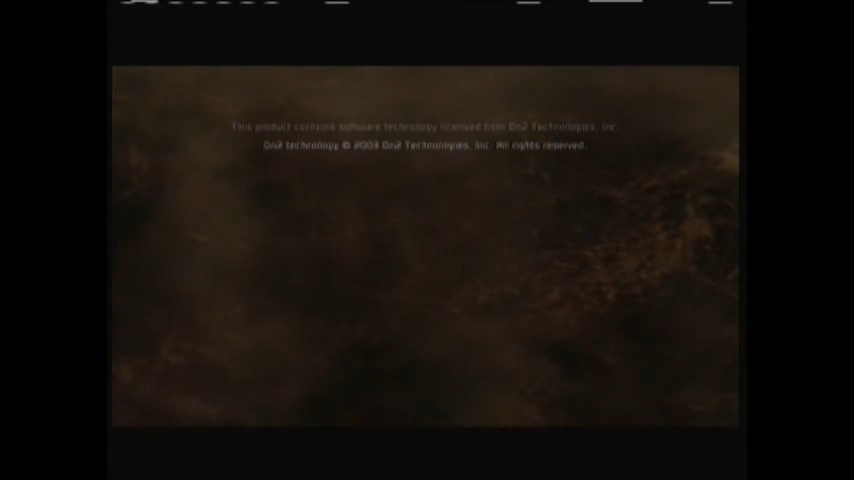 This product contains software technology licensed from On2 Technologies, Inc.
On2 technology © 2003 On2 Technologies, Inc. All rights reserved.